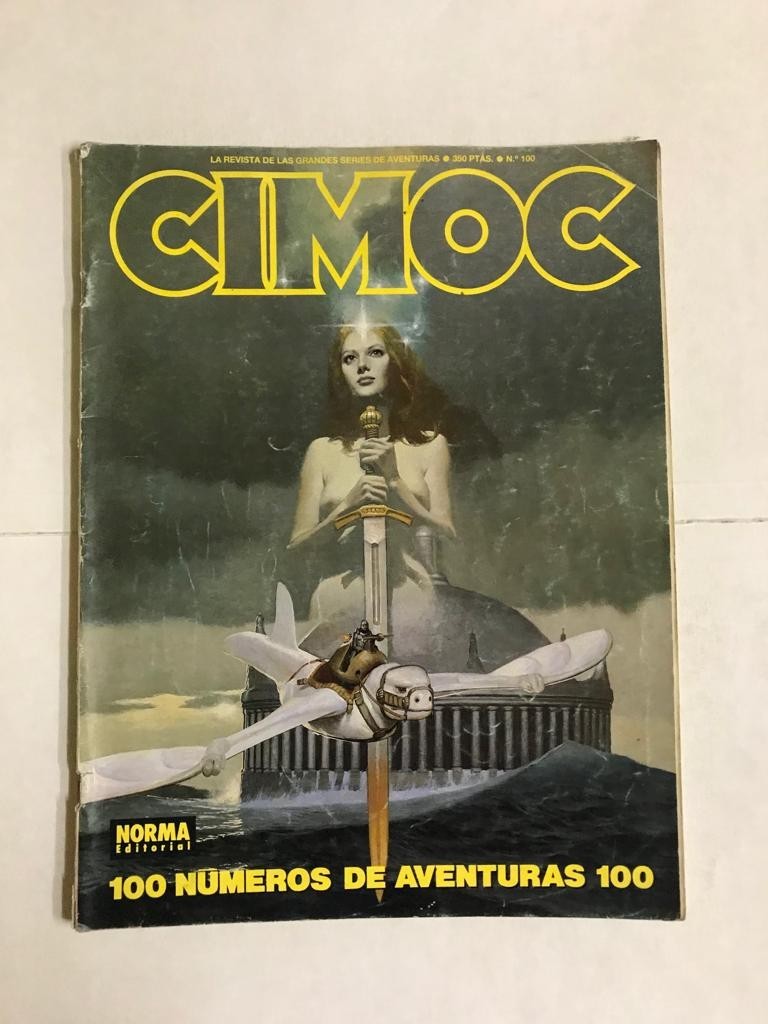 LA REVISTA DE LAS GRANDES SERIES DE AVENTURAS ● 350 PTAS. ● N.º 100
CIMOC
NORMA
Editorial
100 NUMEROS DE AVENTURAS 100